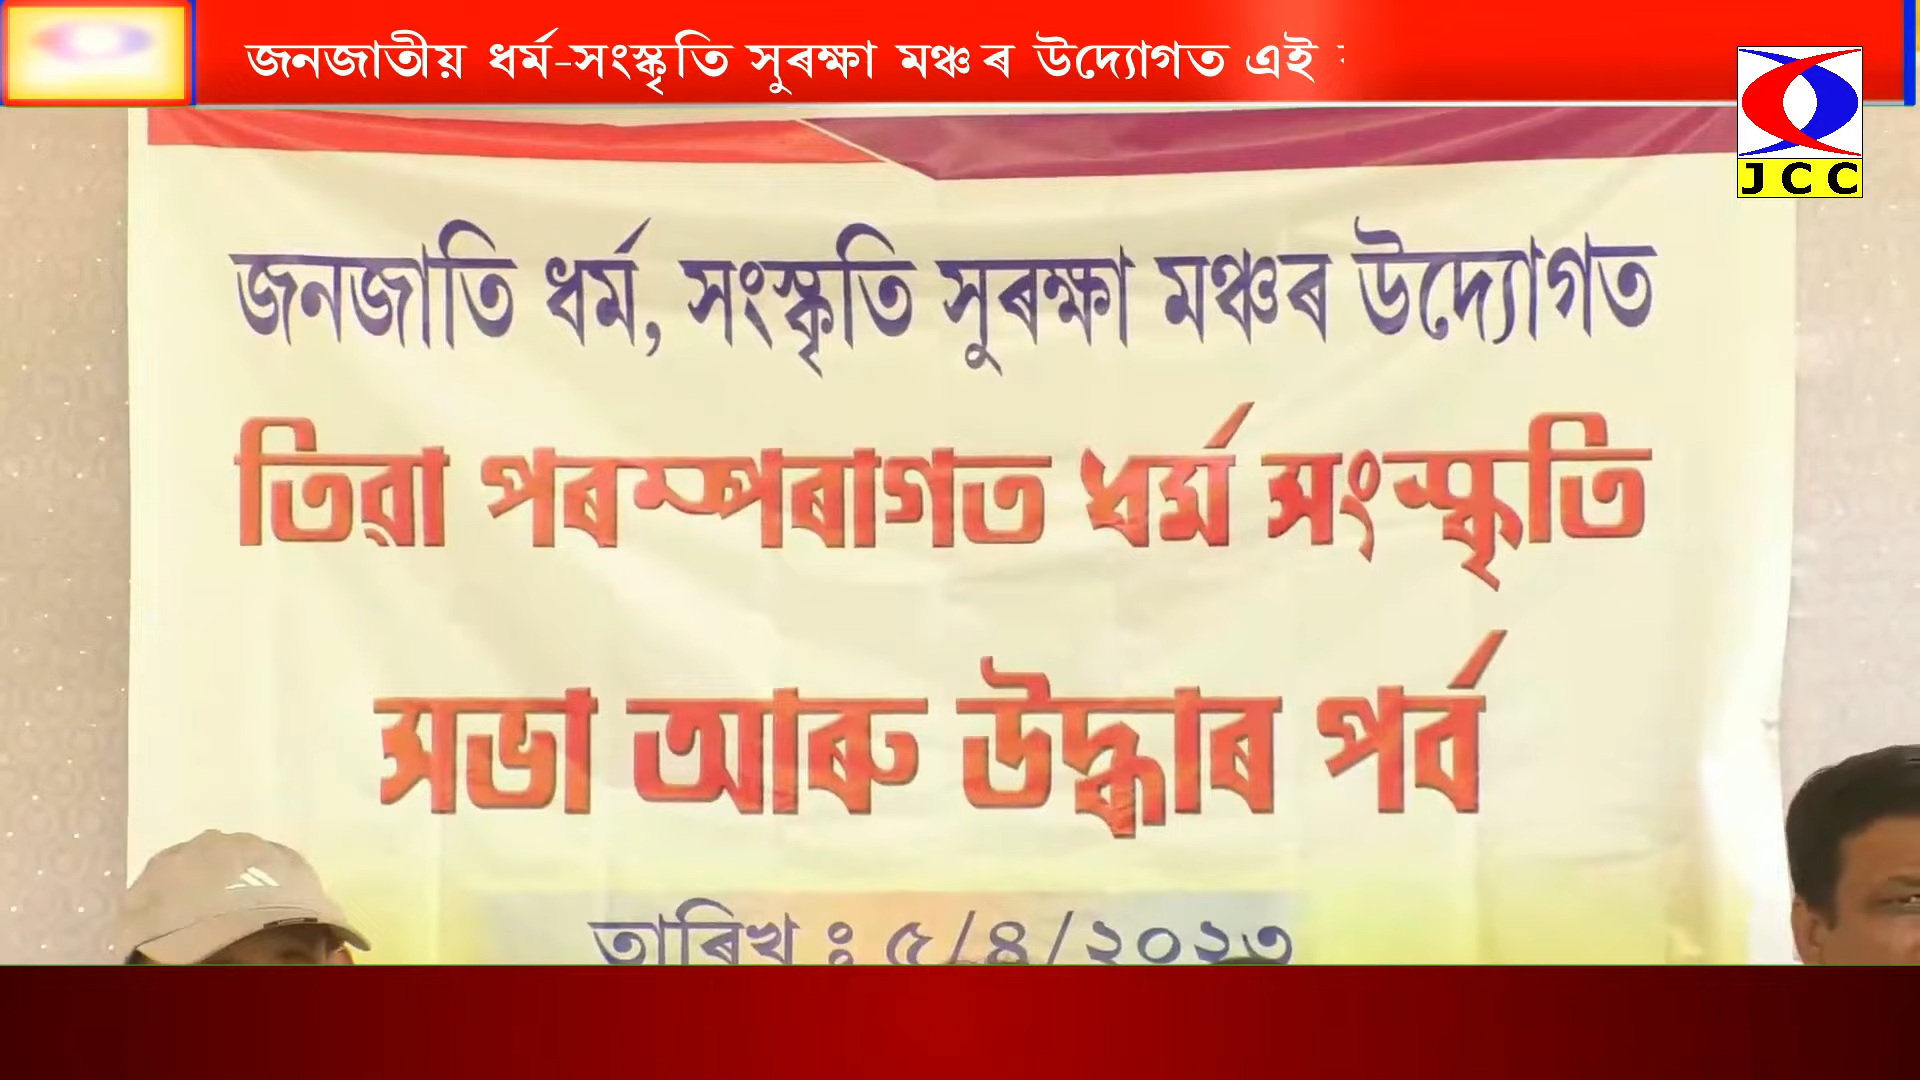 জনজাতীয় ধৰ্ম-সংস্কৃতি সুৰক্ষা মঞ্চ ৰ উদ্যোগত এই
JCC
জনজাতি ধৰ্ম, সংস্কৃতি সুৰক্ষা মঞ্চৰ উদ্যোগত
তিৱা পৰম্পৰাগত ধৰ্ম সংস্কৃতি
সভা আৰু উদ্ধাৰ পৰ্ব
তাৰিখ : ৫/৪/২০২৩